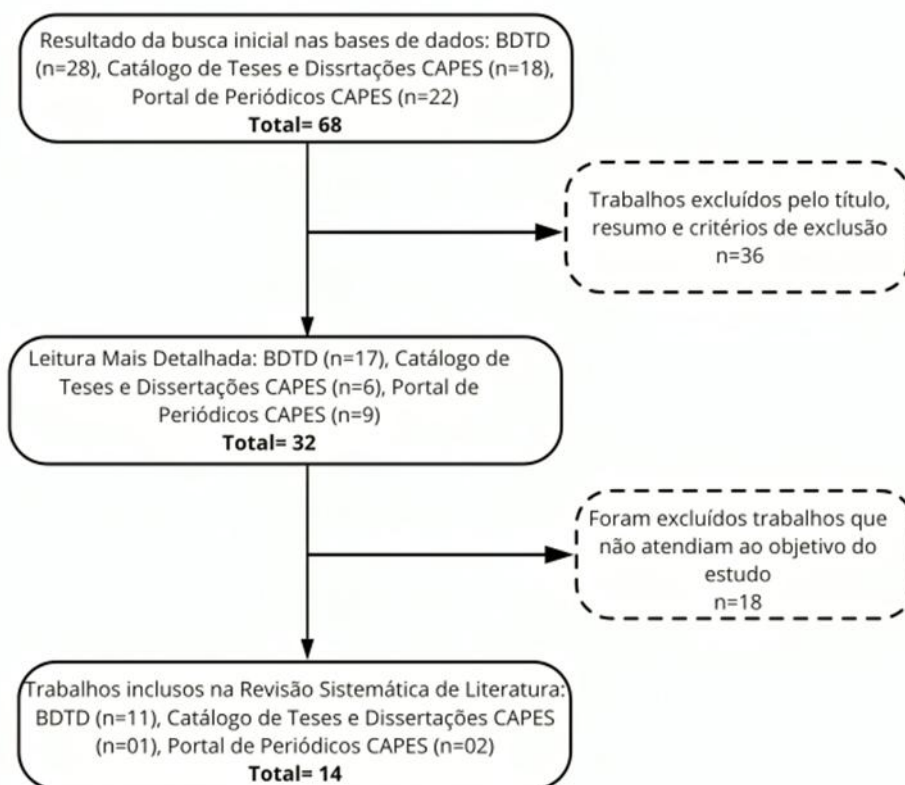 Resultado da busca inicial nas bases de dados: BDTD
(n=28), Catálogo de Teses e Dissrtações CAPES (n=18),
Portal de Periódicos CAPES (n=22)
Total= 68
Trabalhos excluídos pelo título,
resumo e critérios de exclusão
n=36
Leitura Mais Detalhada: BDTD (n=17), Catálogo de
Teses e Dissertações CAPES (n=6), Portal de
Periódicos CAPES (n=9)
Total= 32
Foram excluídos trabalhos que
não atendiam ao objetivo do
estudo
n=18
Trabalhos inclusos na Revisão Sistemática de Literatura:
BDTD (n=11), Catálogo de Teses e Dissertações CAPES
(n=01), Portal de Periódicos CAPES (n=02)
Total= 14